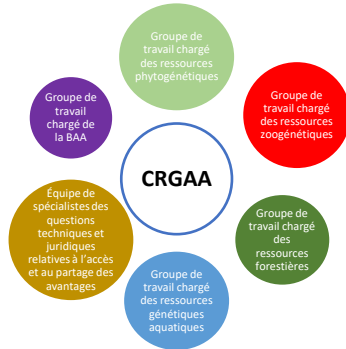 Groupe de
travail chargé
des ressources
phytogénétiques
Groupe de
travail chargé
des ressources
zoogénétiques
Groupe de
travail chargé
des
ressources
forestières
Groupe de
travail chargé
des ressources
génétiques
aquatiques
Équipe de
spécialistes des
questions
techniques et
juridiques
relatives à l'accès
et au partage des
avantages
Groupe de
travail
chargé de
la BAA
CRGAA